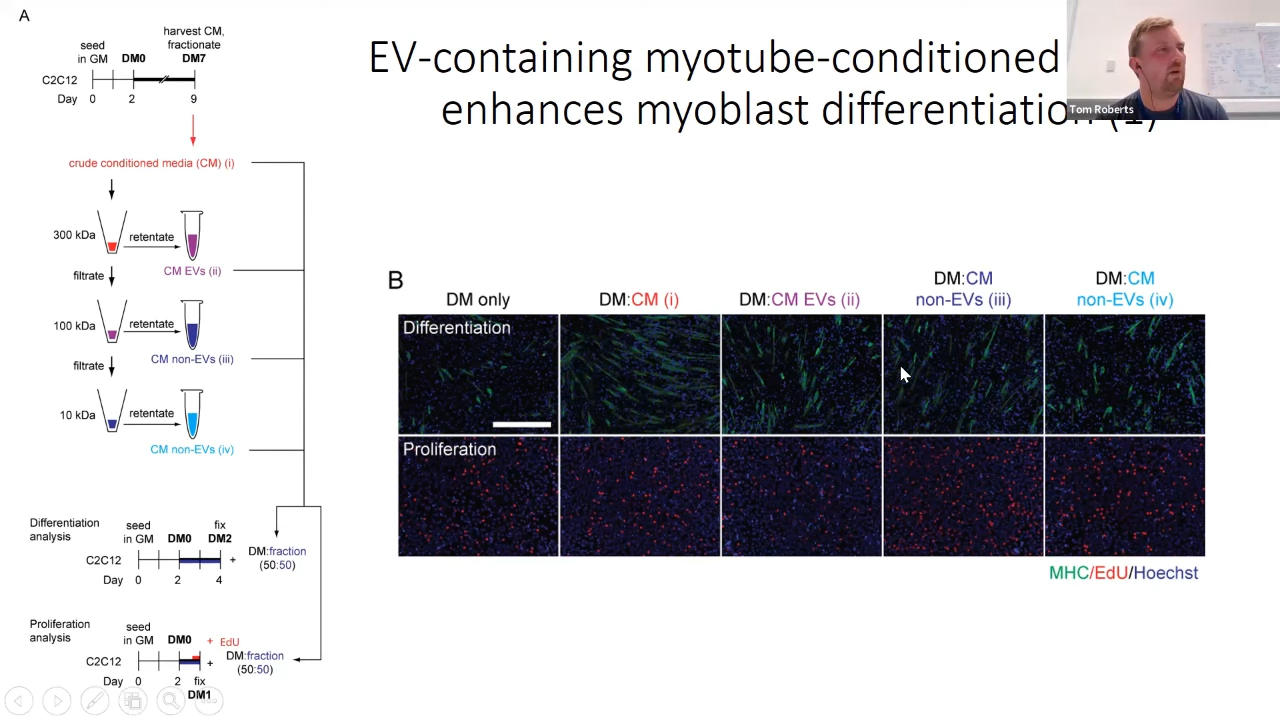 A
EV-containing myotube-conditioned
enhances myoblast differentiation (1)
Tom Roberts
seed
in GM
DM0
harvest CM,
fractionate
DM7
C2C12
Day 0 2 9
crude conditioned media (CM) (i)
300 kDa
retentate
CM EVs (ii)
filtrate
100 kDa
retentate
CM non-EVs (iii)
filtrate
10 kDa
retentate
CM non-EVs (iv)
Differentiation
analysis
seed
in GM
DM0
fix
DM2
C2C12
+
DM:fraction
(50:50)
Day 0 2 4
Proliferation
analysis
seed
in GM
DM0
+ EdU
C2C12
+
DM:fraction
(50:50)
Day 0 2 fix
DM1
B
DM only
DM:CM (i)
DM:CM EVs (ii)
DM:CM
non-EVs (iii)
DM:CM
non-EVs (iv)
Differentiation
Proliferation
MHC/EdU/Hoechst